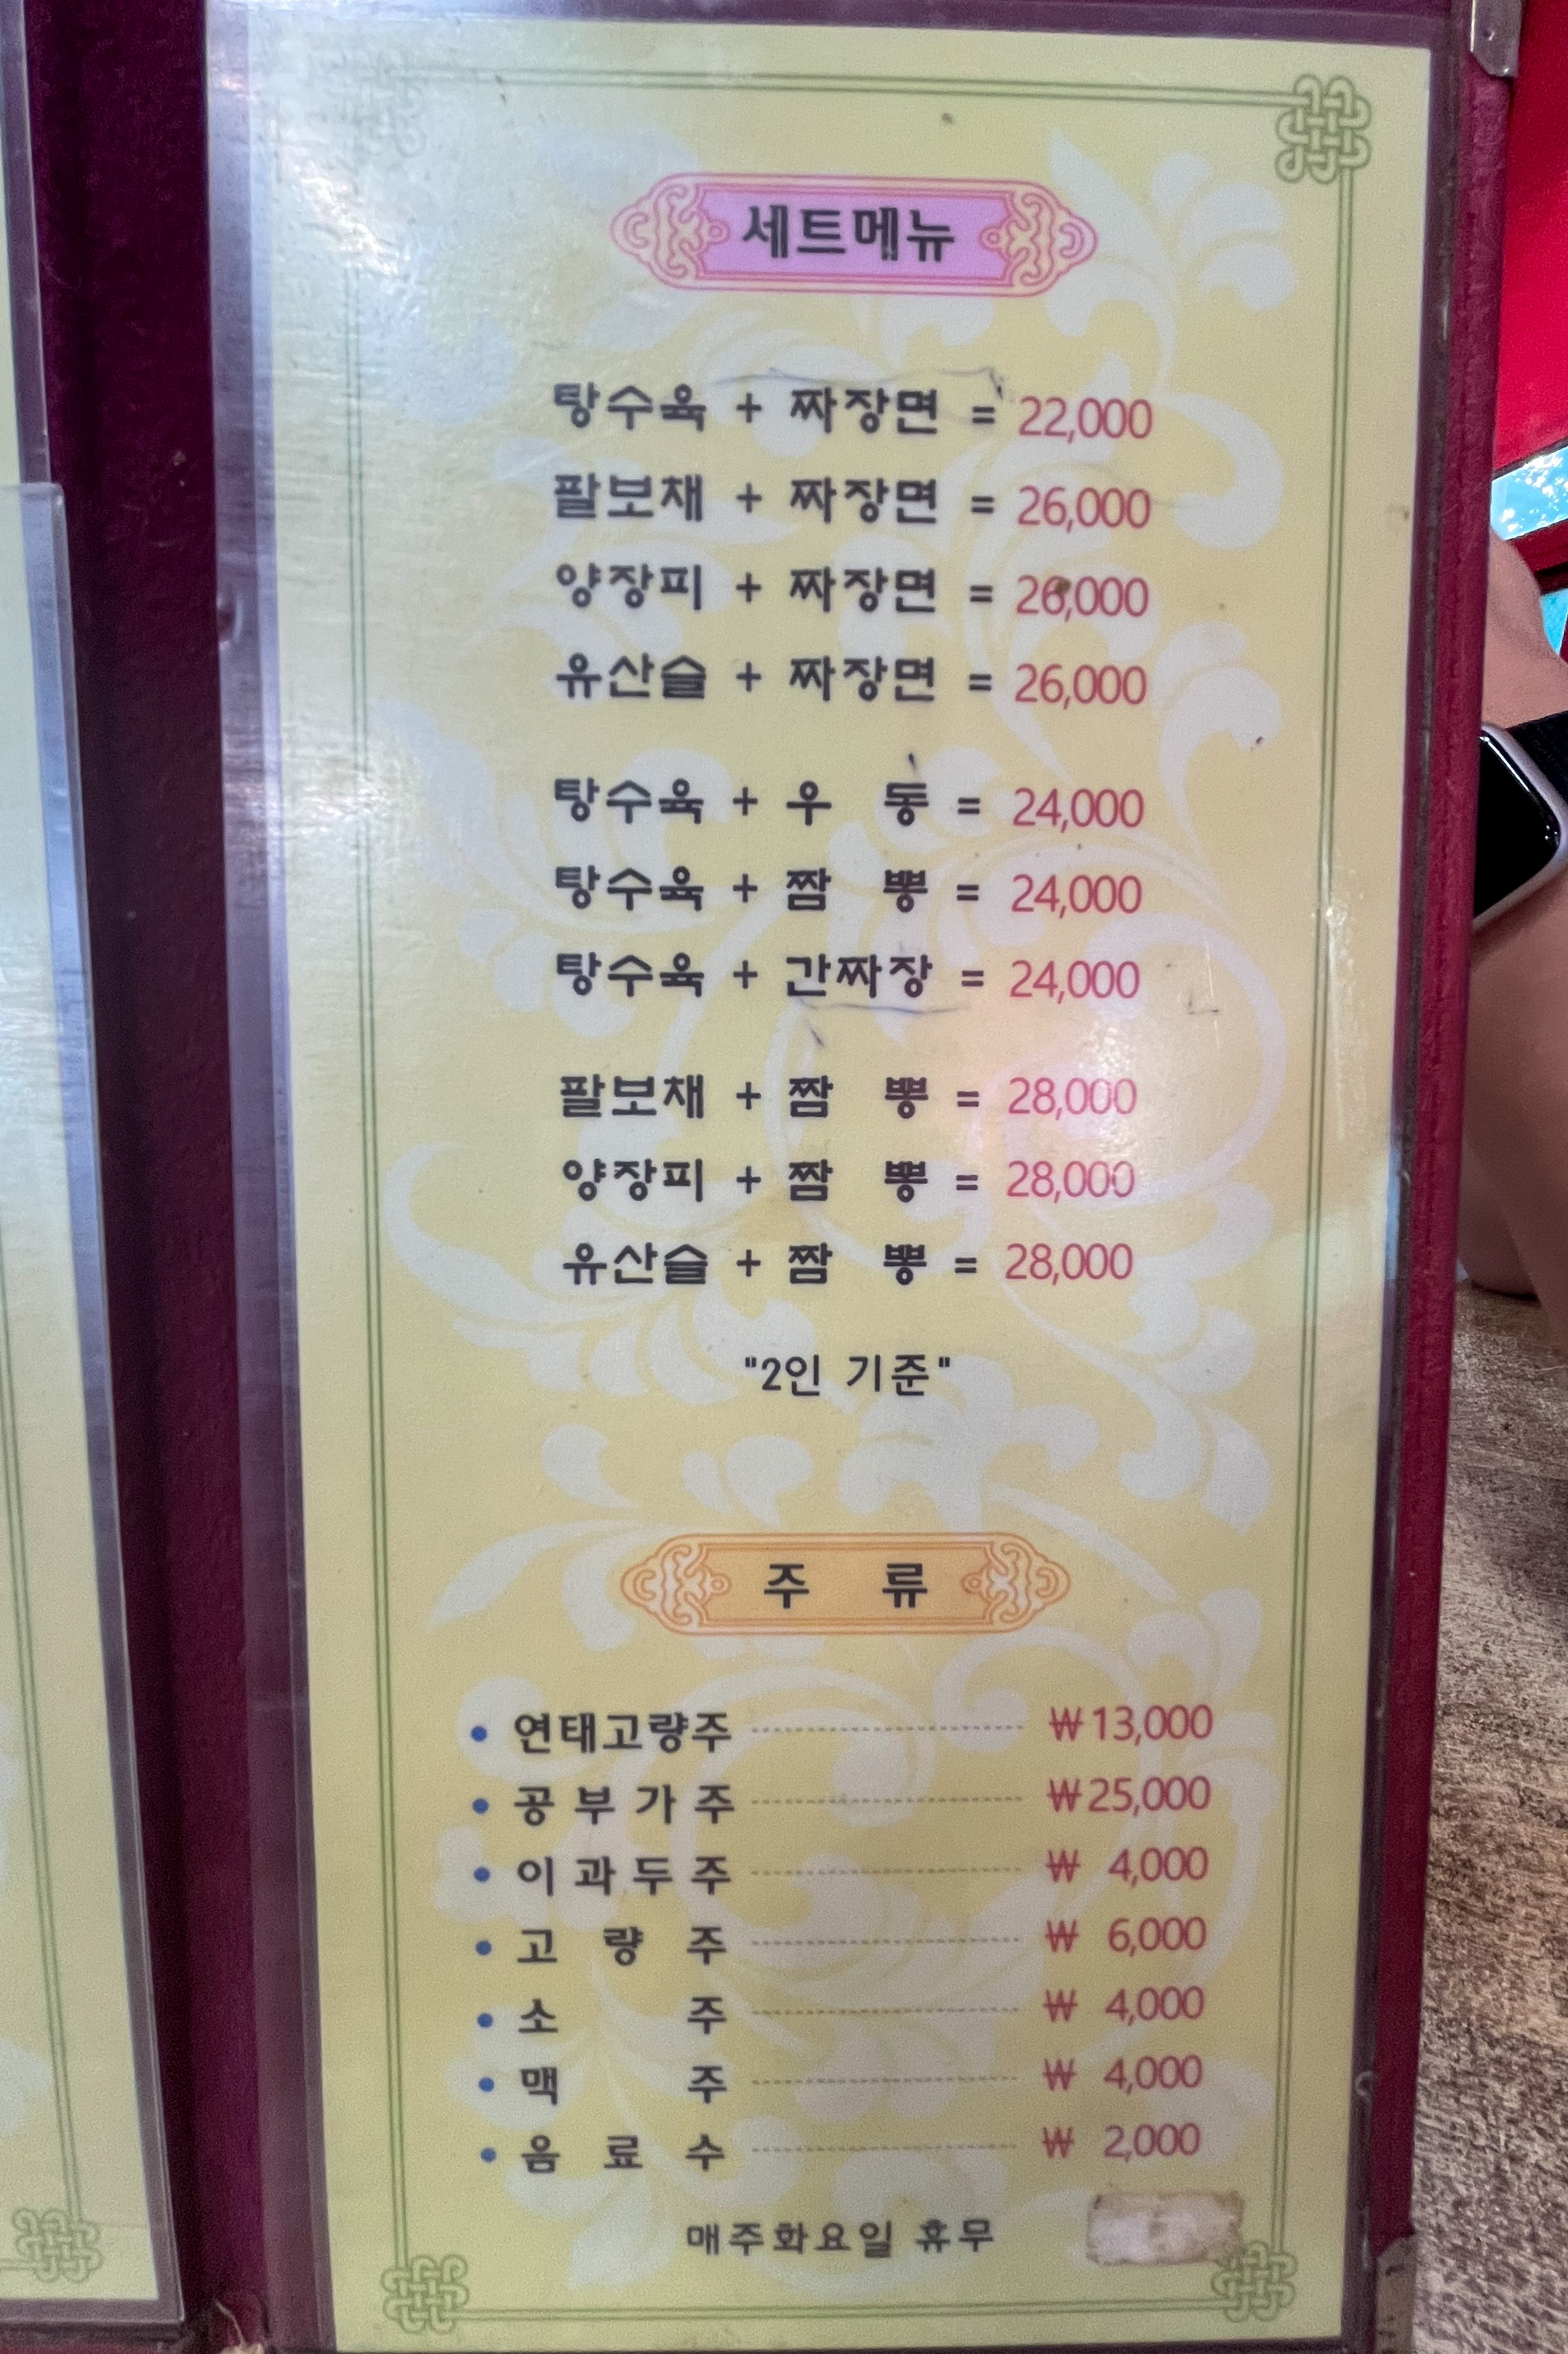 세트메뉴
탕수육 + 짜장면 = 22,000
팔보채 + 짜장면 = 26,000
양장피 + 짜장면 = 26,000
유산슬 + 짜장면 = 26,000
탕수육 + 우 동 = 24,000
탕수육 + 짬 뽕 = 24,000
탕수육 + 간짜장 = 24,000
팔보채 + 짬 뽕 = 28,000
양장피 + 짬 뽕 = 28,000
유산슬 + 짬 뽕 = 28,000
"2인 기준"
주 류
• 연태고량주 ₩13,000
• 공부가주 ₩25,000
• 이과두주 ₩ 4,000
• 고 량 주 ₩ 6,000
• 소 주 ₩ 4,000
• 맥 주 ₩ 4,000
• 음 료 수 ₩ 2,000
매주화요일 휴무